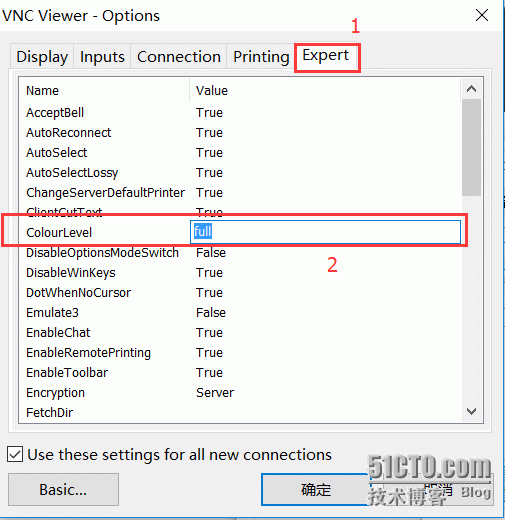 VNC Viewer - Options
1
Display Inputs Connection Printing Expert
Name Value
AcceptBell True
AutoReconnect True
AutoSelect True
AutoSelectLossy True
ChangeServerDefaultPrinter True
ClientCutText True
ColourLevel full
DisableOptionsModeSwitch False
2
DisableWinKeys True
DotWhenNoCursor True
Emulate3 False
EnableChat True
EnableRemotePrinting True
EnableToolbar True
Encryption Server
FetchDir
Use these settings for all new connections
Basic... 确定 取消
51CTO.com
技术博客 Blog